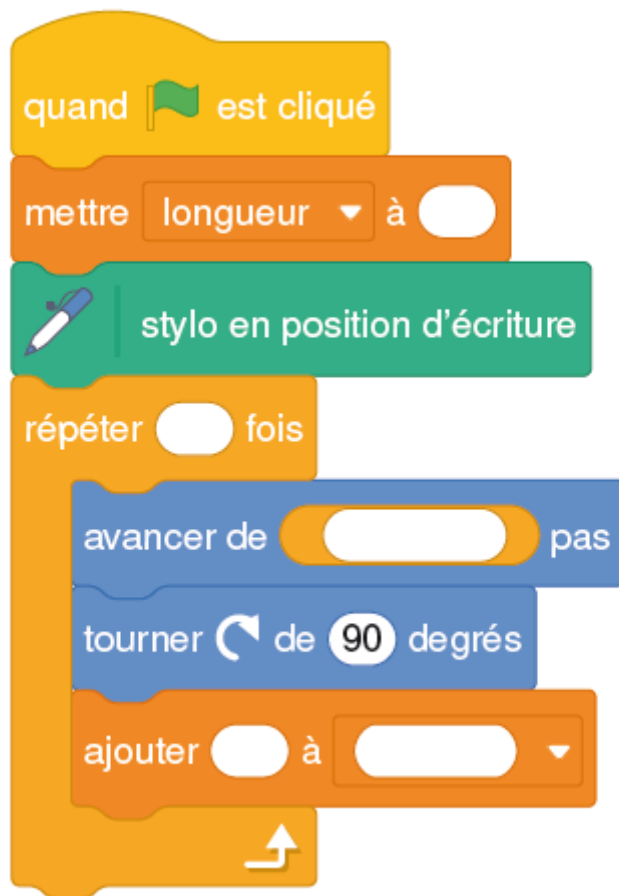 quand est cliqué
mettre longueur à
stylo en position d'écriture
répéter fois
avancer de pas
tourner de 90 degrés
ajouter à